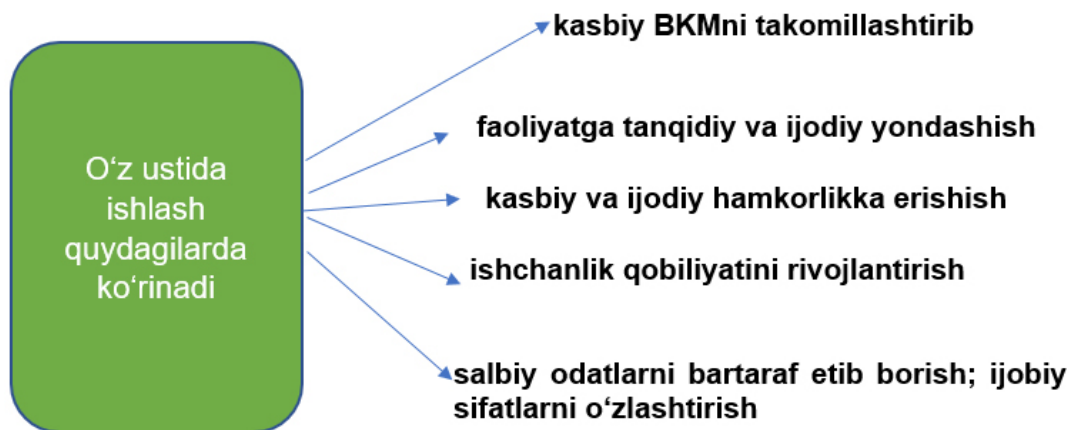 O‘z ustida
ishlash
quydagilarda
ko‘rinadi
kasbiy BKMni takomillashtirib
faoliyatga tanqidiy va ijodiy yondashish
kasbiy va ijodiy hamkorlikka erishish
ishchanlik qobiliyatini rivojlantirish
salbiy odatlarni bartaraf etib borish; ijobiy
sifatlarni o‘zlashtirish